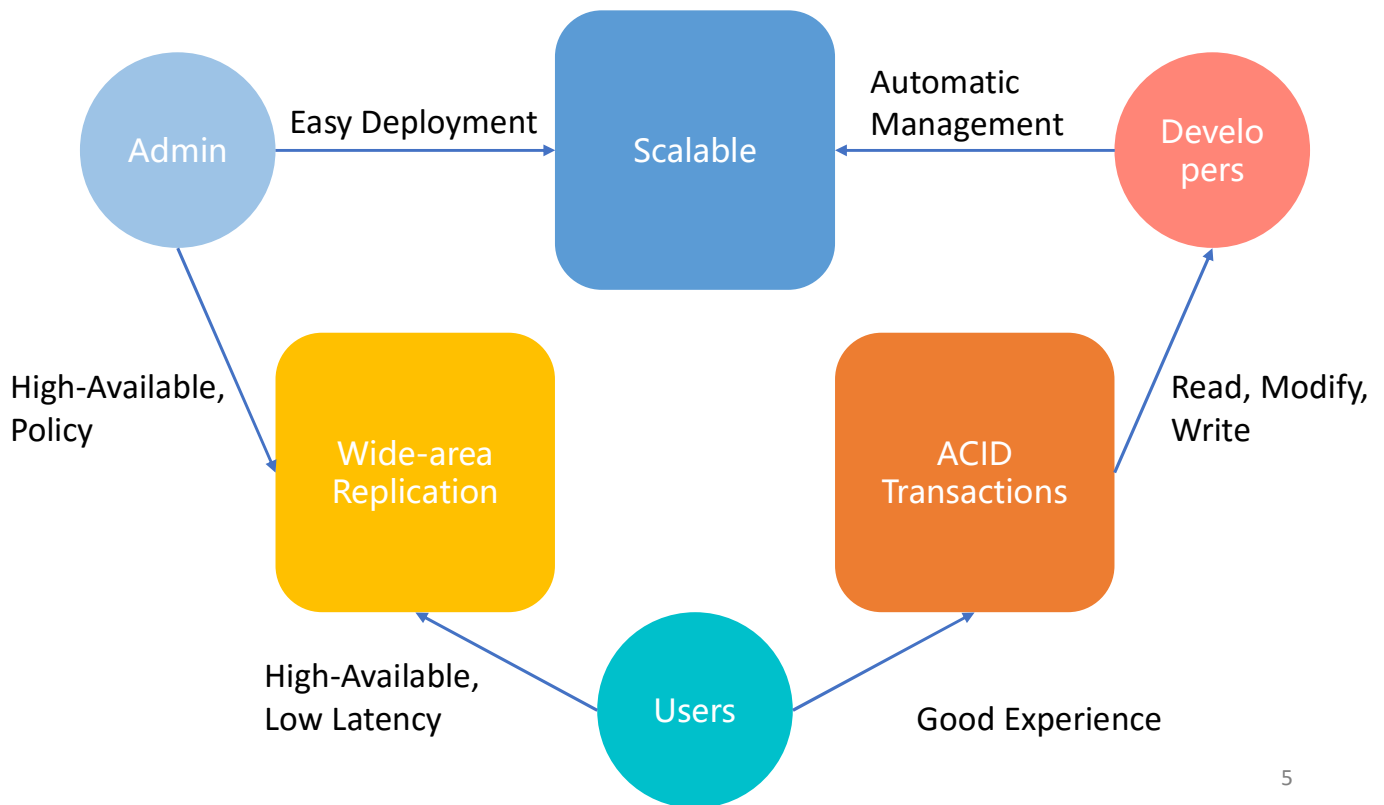 Admin
Easy Deployment
Scalable
Automatic
Management
Develo
pers
High-Available,
Policy
Wide-area
Replication
ACID
Transactions
Read, Modify,
Write
High-Available,
Low Latency
Users
Good Experience
5